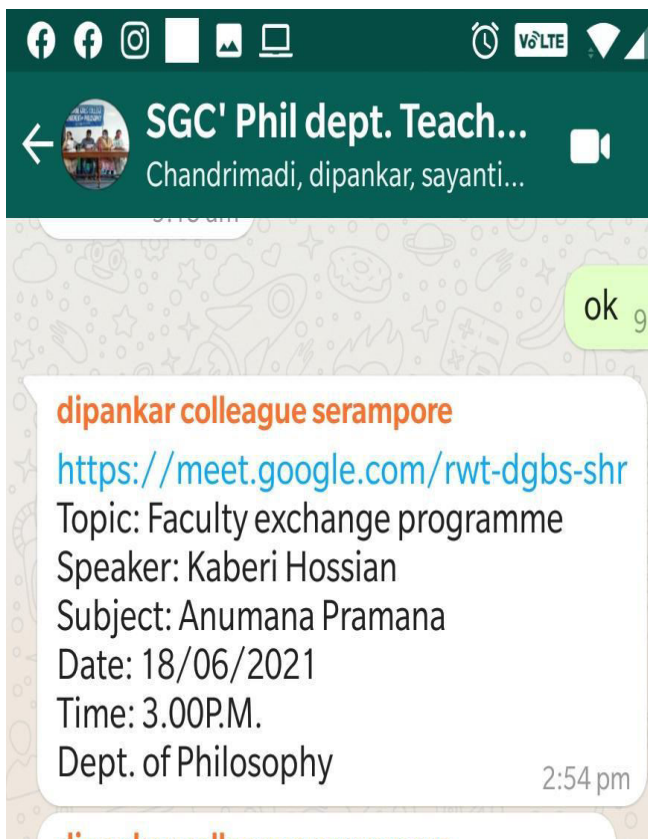 VoLTE
SGC' Phil dept. Teach...
Chandrimadi, dipankar, sayanti...
ok 9
dipankar colleague serampore
https://meet.google.com/rwt-dgbs-shr
Topic: Faculty exchange programme
Speaker: Kaberi Hossian
Subject: Anumana Pramana
Date: 18/06/2021
Time: 3.00P.M.
Dept. of Philosophy
2:54 pm